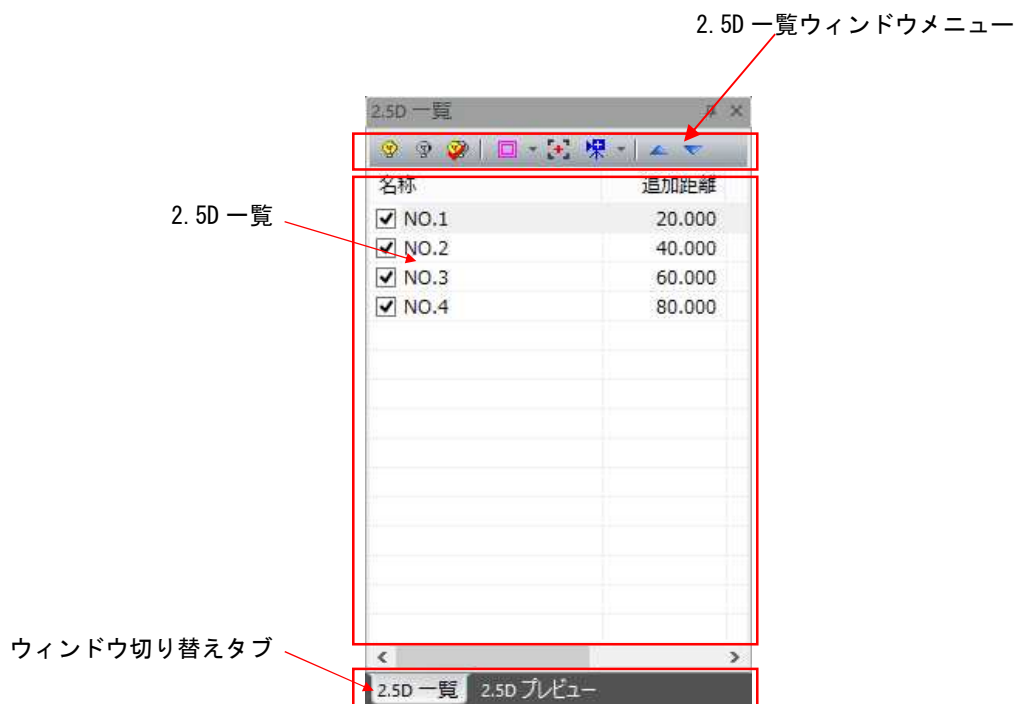 2.5D 一覧ウィンドウメニュー
2.5D 一覧
名称 追加距離
NO.1 20.000
2.5D 一覧
NO.2 40.000
NO.3 60.000
NO.4 80.000
ウィンドウ切り替えタブ
2.5D 一覧 2.5D プレビュー